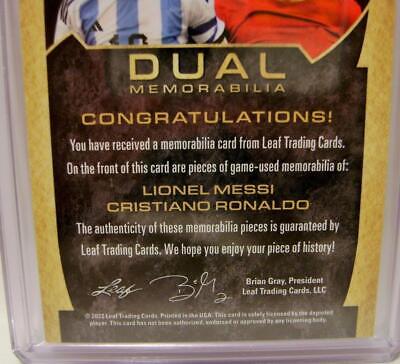 10
DUAL
MEMORABILIA
CONGRATULATIONS!
You have received a memorabilia card from Leaf Trading Cards.
On the front of this card are pieces of game-used memorabilia of:
LIONEL MESSI
CRISTIANO RONALDO
The authenticity of these memorabilia pieces is guaranteed by
Leaf Trading Cards. We hope you enjoy your piece of history!
Leaf
Brian Gray, President
Leaf Trading Cards, LLC
© 2022 Leaf Trading Cards. Printed in the USA. This card is solely licensed by the depicted
player. This card has not been authorized, endorsed or approved by any licensing body.